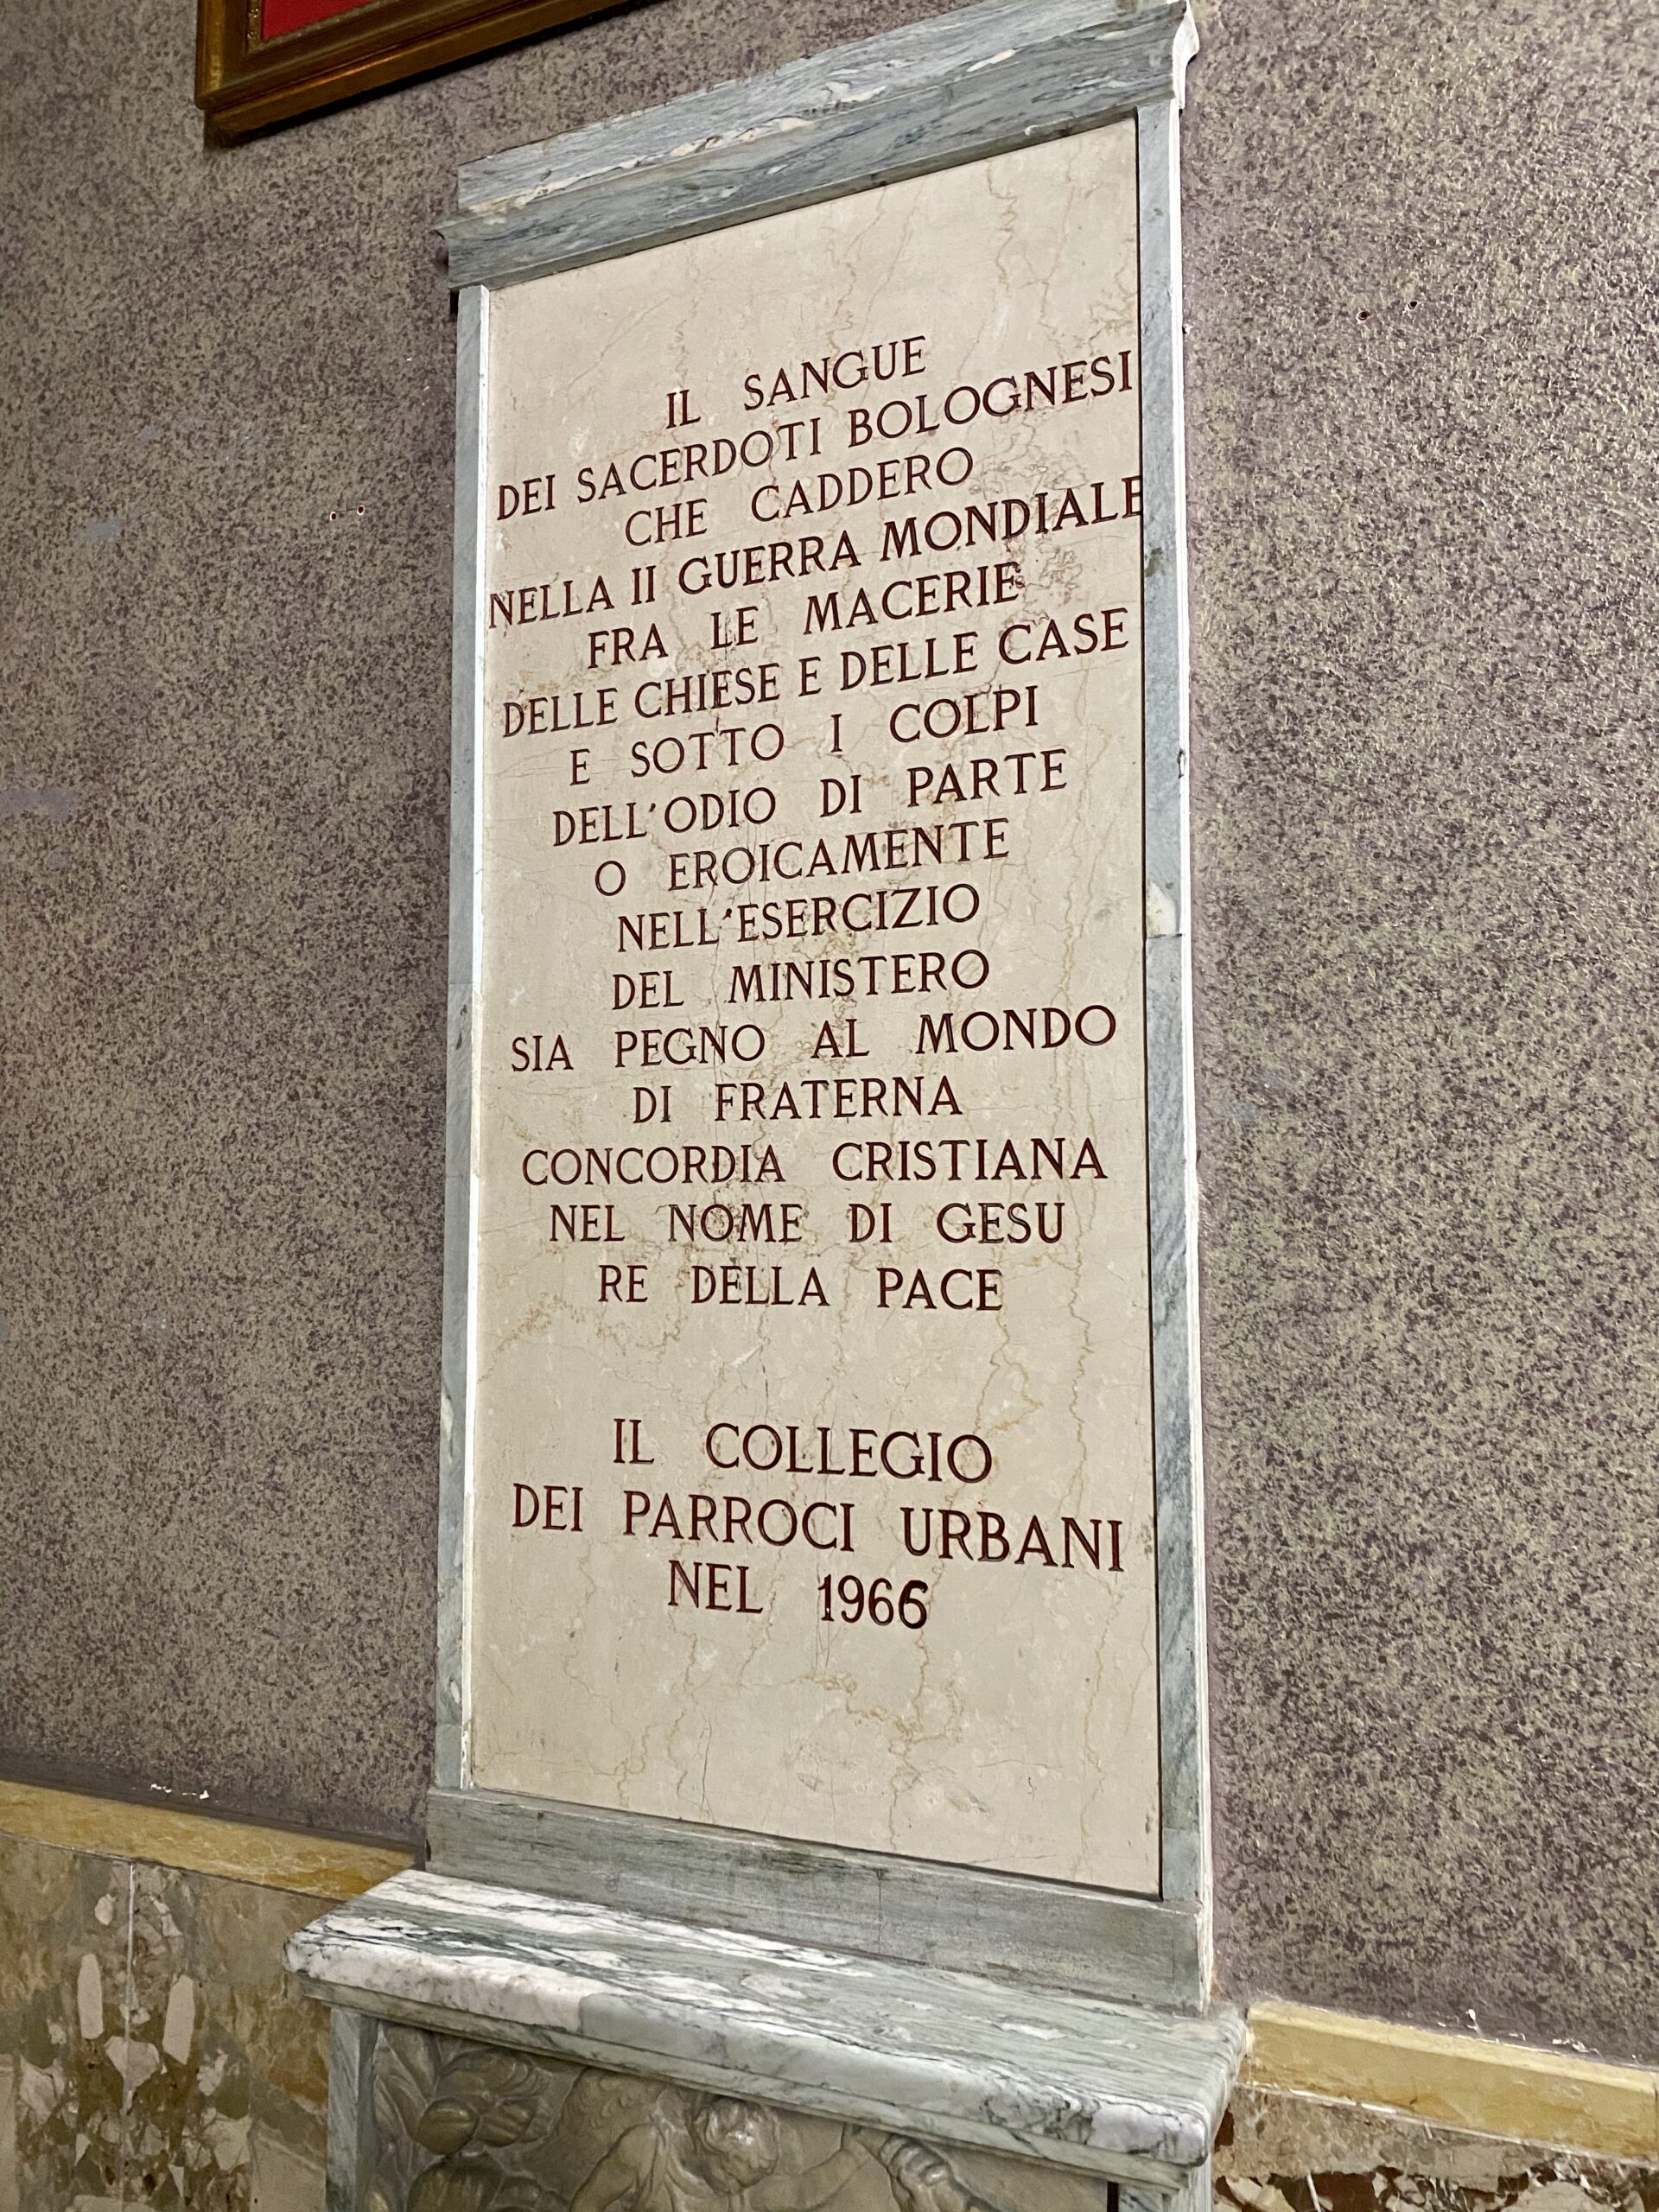 IL SANGUE
DEI SACERDOTI BOLOGNESI
CHE CADDERO
NELLA II GUERRA MONDIALE
FRA LE MACERIE
DELLE CHIESE E DELLE CASE
E SOTTO I COLPI
DELL'ODIO DI PARTE
O EROICAMENTE
NELL'ESERCIZIO
DEL MINISTERO
SIA PEGNO AL MONDO
DI FRATERNA
CONCORDIA CRISTIANA
NEL NOME DI GESU
RE DELLA PACE
IL COLLEGIO
DEI PARROCI URBANI
NEL 1966